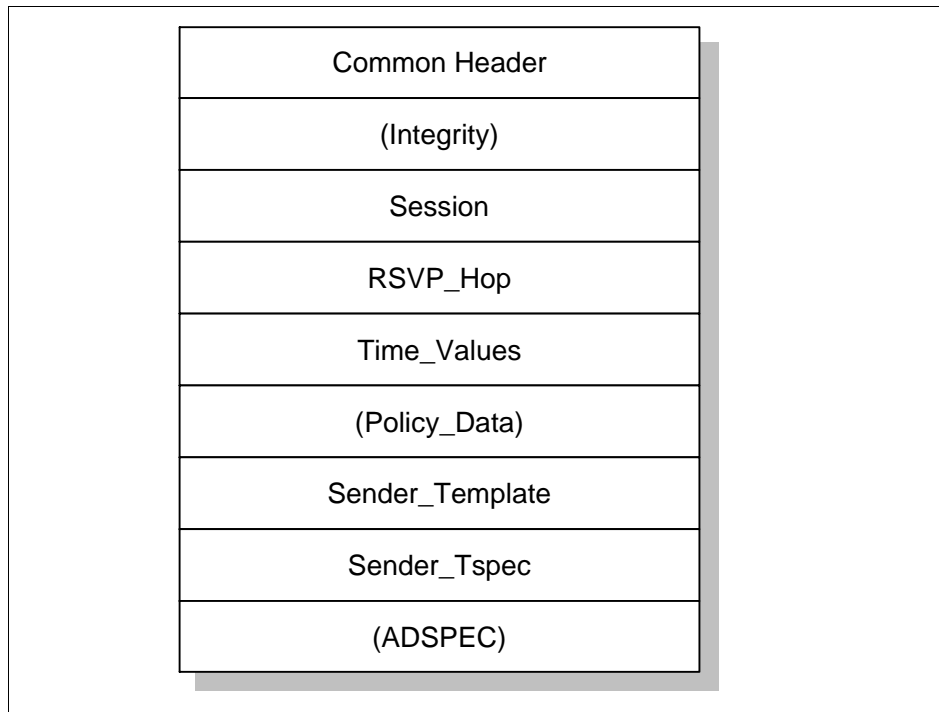 Common Header
(Integrity)
Session
RSVP_Hop
Time_Values
(Policy_Data)
Sender_Template
Sender_Tspec
(ADSPEC)